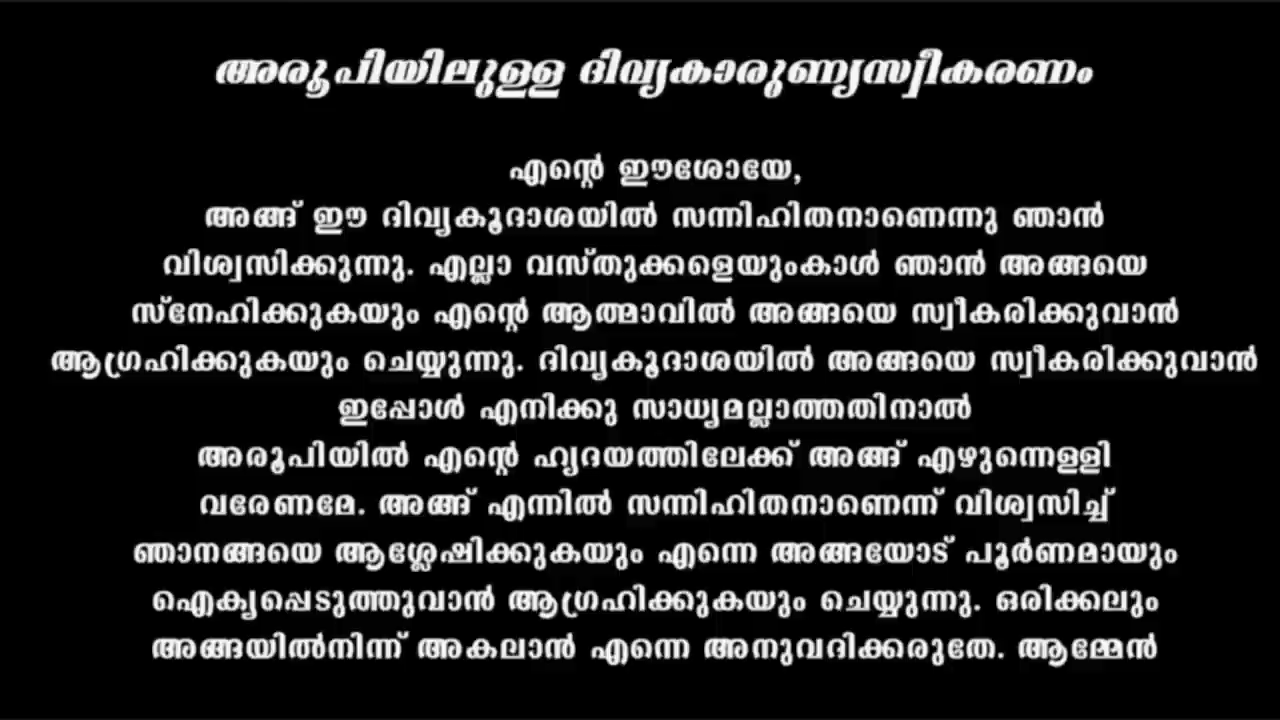 അരൂപിയിലുള്ള ദിവ്യകാരുണ്യസ്വീകരണം
എന്റെ ഈശോയേ,
അങ്ങ് ഈ ദിവ്യകൂദാശയിൽ സന്നിഹിതനാണെന്നു ഞാൻ
വിശ്വസിക്കുന്നു. എല്ലാ വസ്തുക്കളെയുംകാൾ ഞാൻ അങ്ങയെ
സ്നേഹിക്കുകയും എന്റെ ആത്മാവിൽ അങ്ങയെ സ്വീകരിക്കുവാൻ
ആഗ്രഹിക്കുകയും ചെയ്യുന്നു. ദിവ്യകൂദാശയിൽ അങ്ങയെ സ്വീകരിക്കുവാൻ
ഇപ്പോൾ എനിക്കു സാധ്യമല്ലാത്തതിനാൽ
അരൂപിയിൽ എന്റെ ഹൃദയത്തിലേക്ക് അങ്ങ് എഴുന്നെള്ളി
വരേണമേ. അങ്ങ് എന്നിൽ സന്നിഹിതനാണെന്ന് വിശ്വസിച്ച്
ഞാനങ്ങയെ ആശ്ലേഷിക്കുകയും എന്നെ അങ്ങയോട് പൂർണമായും
ഐക്യപ്പെടുത്തുവാൻ ആഗ്രഹിക്കുകയും ചെയ്യുന്നു. ഒരിക്കലും
അങ്ങയിൽനിന്ന് അകലാൻ എന്നെ അനുവദിക്കരുതേ. ആമ്മേൻ